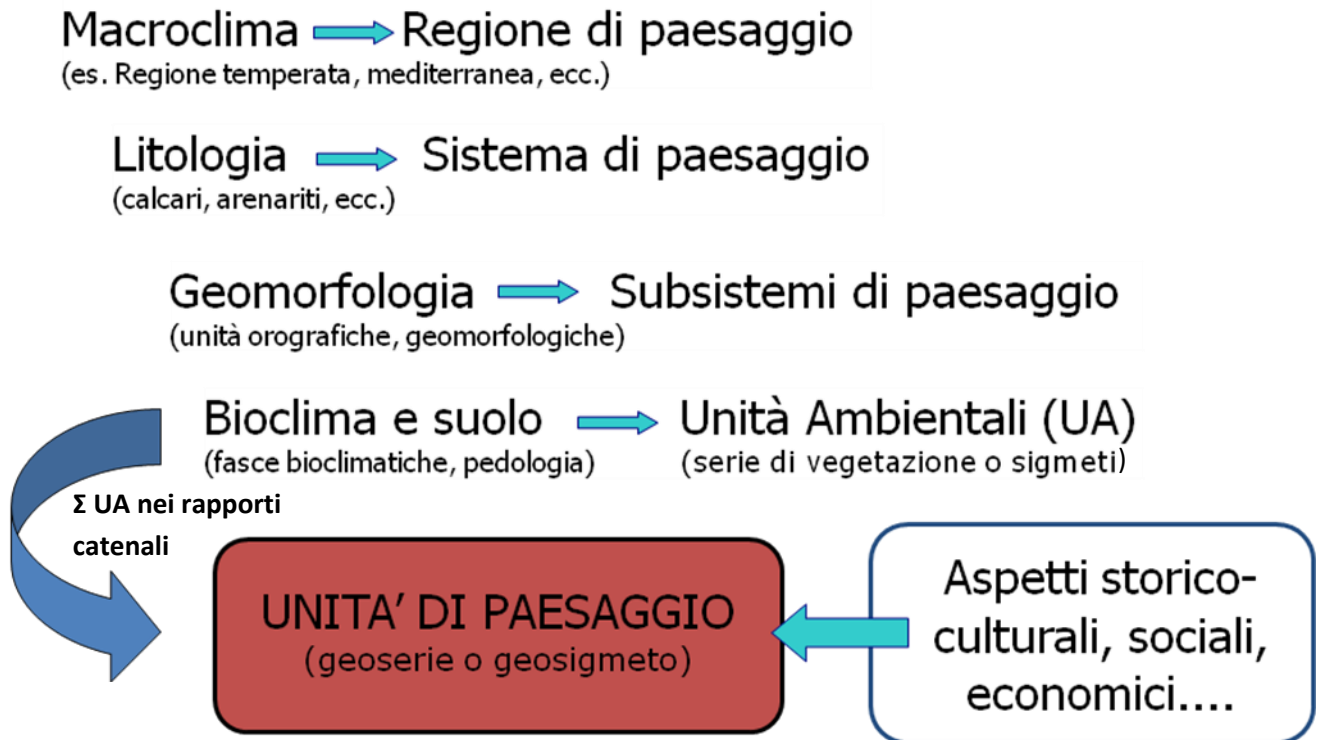 Macroclima Regione di paesaggio
(es. Regione temperata, mediterranea, ecc.)
Litologia Sistema di paesaggio
(calcari, arenariti, ecc.)
Geomorfologia Subsistemi di paesaggio
(unità orografiche, geomorfologiche)
Bioclima e suolo Unità Ambientali (UA)
(fasce bioclimatiche, pedologia) (serie di vegetazione o sigmeti)
Σ UA nei rapporti
catenali
UNITA’ DI PAESAGGIO
(geoserie o geosigmeto)
Aspetti storico-
culturali, sociali,
economici....